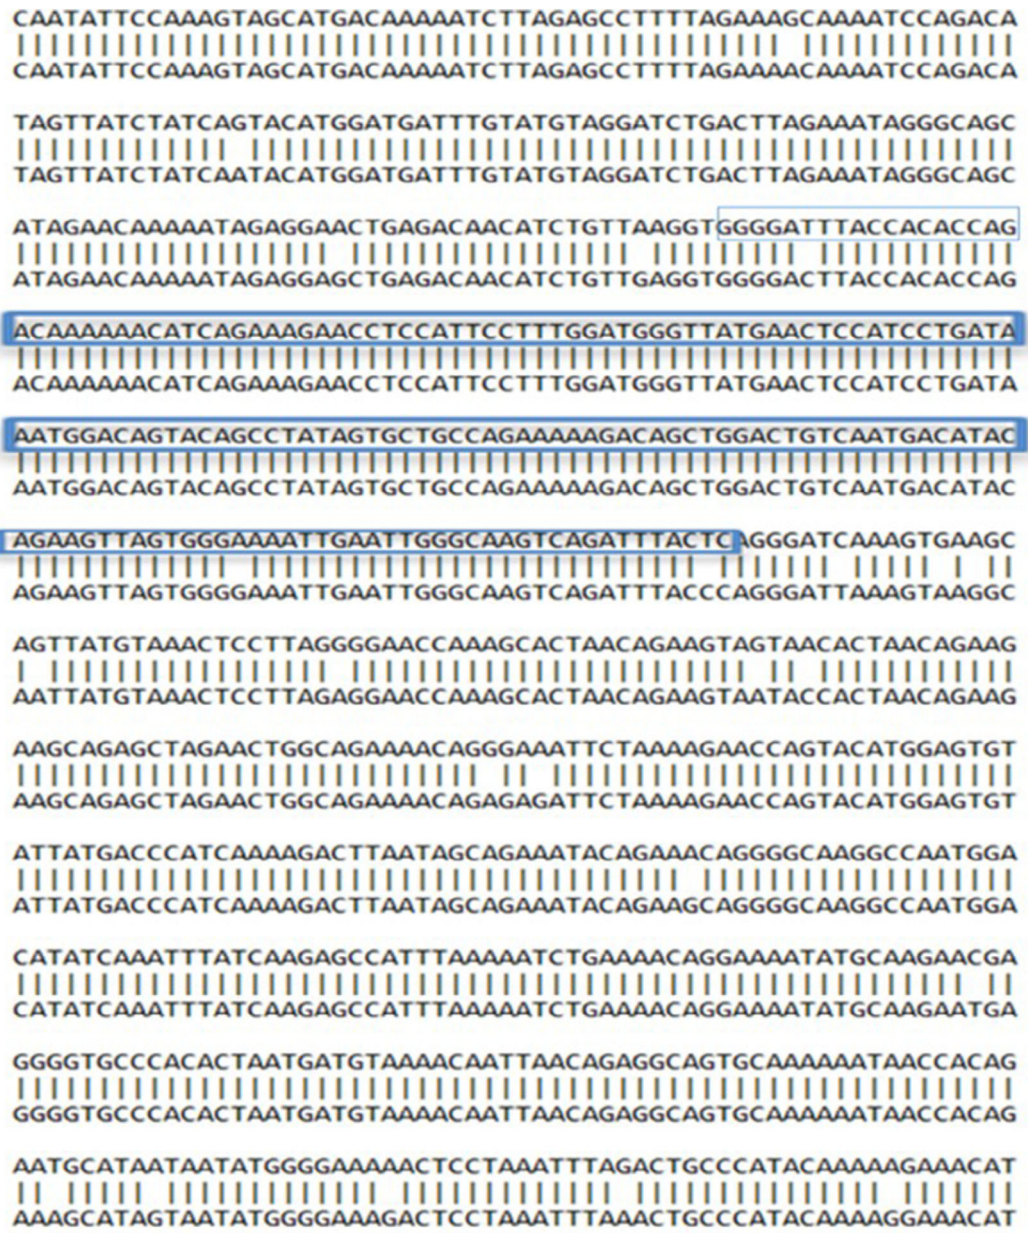 CAATATTCCAAAGTAGCATGACAAAAATCTTAGAGCCTTTTAGAAAGCAAAATCCAGACA
CAATATTCCAAAGTAGCATGACAAAAATCTTAGAGCCTTTTAGAAAACAAAATCCAGACA
TAGTTATCTATCAGTACATGGATGATTTGTATGTAGGATCTGACTTAGAAATAGGGCAGC
TAGTTATCTATCAATACATGGATGATTTGTATGTAGGATCTGACTTAGAAATAGGGCAGC
ATAGAACAAAAATAGAGGAACTGAGACAACATCTGTTAAGGTGGGGATTTACCACACCAG
ATAGAACAAAAATAGAGGAGCTGAGACAACATCTGTTGAGGTGGGGACTTACCACACCAG
ACAAAAAACATCAGAAAGAACCTCCATTCCTTTGGATGGGTTATGAACTCCATCCTGATA
ACAAAAAACATCAGAAAGAACCTCCATTCCTTTGGATGGGTTATGAACTCCATCCTGATA
AATGGACAGTACAGCCTATAGTGCTGCCAGAAAAAGACAGCTGGACTGTCAATGACATAC
AATGGACAGTACAGCCTATAGTGCTGCCAGAAAAAGACAGCTGGACTGTCAATGACATAC
AGAAGTTAGTGGGAAAATTGAATTGGGCAAGTCAGATTTACTCAGGGATCAAAGTGAAGC
AGAAGTTAGTGGGGAAATTGAATTGGGCAAGTCAGATTTACCCAGGGATTAAAGTAAGGC
AGTTATGTAAACTCCTTAGGGGAACCAAAGCACTAACAGAAGTAGTAACACTAACAGAAG
AATTATGTAAACTCCTTAGAGGAACCAAAGCACTAACAGAAGTAATACCACTAACAGAAG
AAGCAGAGCTAGAACTGGCAGAAAACAGGGAAATTCTAAAAGAACCAGTACATGGAGTGT
AAGCAGAGCTAGAACTGGCAGAAAACAGAGAGATTCTAAAAGAACCAGTACATGGAGTGT
ATTATGACCCATCAAAAGACTTAATAGCAGAAATACAGAAACAGGGGCAAGGCCAATGGA
ATTATGACCCATCAAAAGACTTAATAGCAGAAATACAGAAGCAGGGGCAAGGCCAATGGA
CATATCAAATTTATCAAGAGCCATTTAAAAATCTGAAAACAGGAAAATATGCAAGAACGA
CATATCAAATTTATCAAGAGCCATTTAAAAATCTGAAAACAGGAAAATATGCAAGAATGA
GGGGTGCCCACACTAATGATGTAAAACAATTAACAGAGGCAGTGCAAAAAATAACCACAG
GGGGTGCCCACACTAATGATGTAAAACAATTAACAGAGGCAGTGCAAAAAATAACCACAG
AATGCATAATAATATGGGGAAAAACTCCTAAATTTAGACTGCCCATACAAAAAGAAACAT
AAAGCATAGTAATATGGGGAAAGACTCCTAAATTTAAACTGCCCATACAAAAGGAAACAT